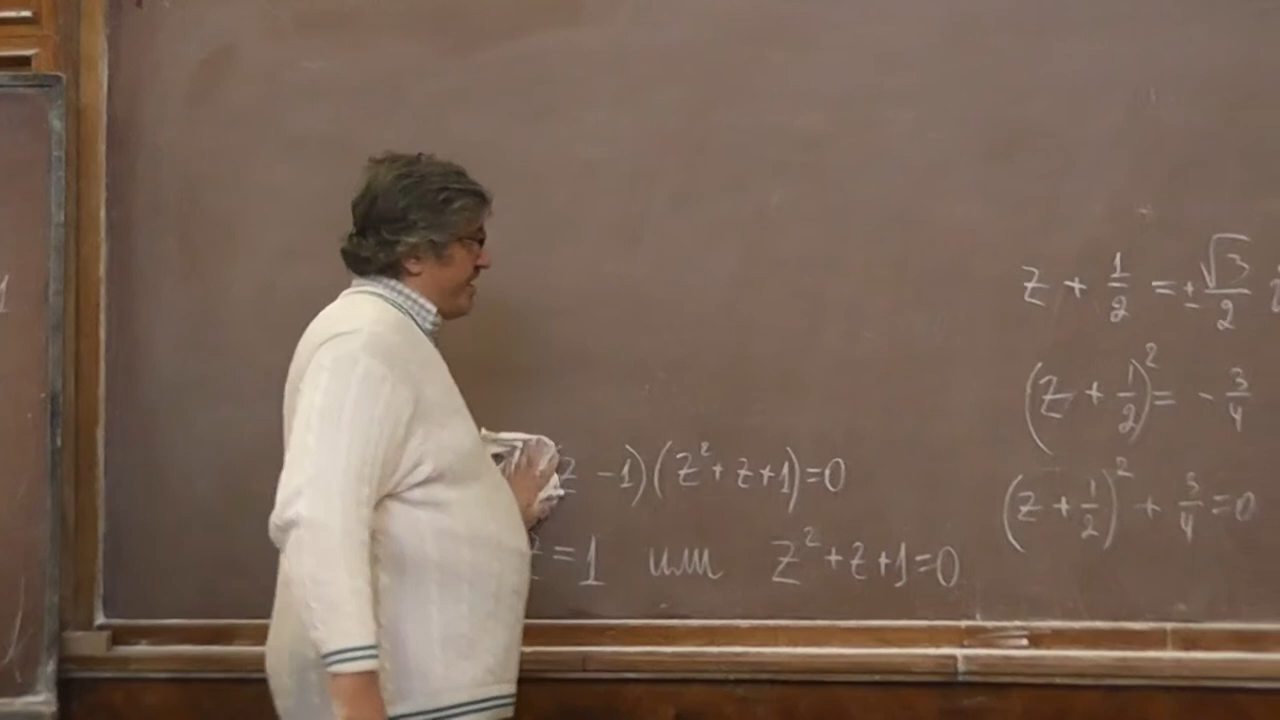 z + 1/2 = ± √3/2 i
(z + 1/2)² = - 3/4
(z + 1/2)² + 3/4 = 0
(z - 1)(z² + z + 1) = 0
z = 1 или z² + z + 1 = 0